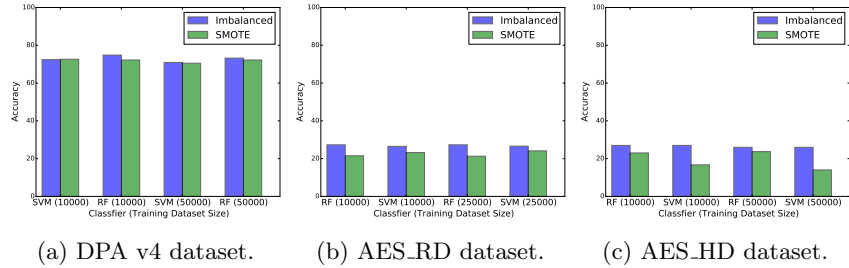 100
80
60
40
20
0
Accuracy
Imbalanced
SMOTE
SVM (10000) RF (10000) SVM (50000) RF (50000)
Classfier (Training Dataset Size)
(a) DPA v4 dataset.
100
80
60
40
20
0
Accuracy
Imbalanced
SMOTE
RF (10000) SVM (10000) RF (25000) SVM (25000)
Classfier (Training Dataset Size)
(b) AES_RD dataset.
100
80
60
40
20
0
Accuracy
Imbalanced
SMOTE
RF (10000) SVM (10000) RF (50000) SVM (50000)
Classfier (Training Dataset Size)
(c) AES_HD dataset.